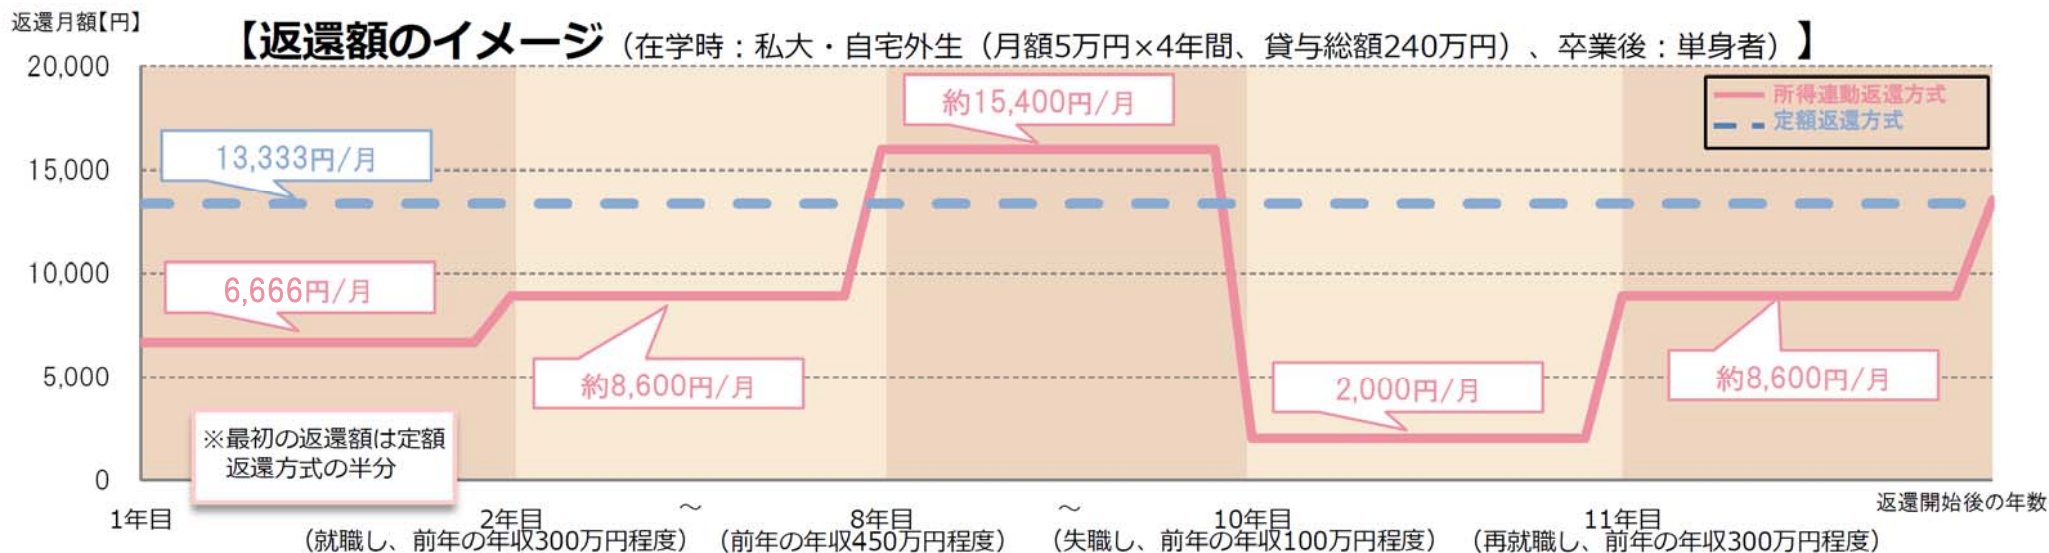 返還月額【円】
【返還額のイメージ（在学時：私大・自宅外生（月額5万円×4年間、貸与総額240万円）、卒業後：単身者）】
20,000
15,000
10,000
5,000
0
所得連動返還方式
定額返還方式
13,333円/月
約15,400円/月
6,666円/月
約8,600円/月
2,000円/月
約8,600円/月
※最初の返還額は定額
返還方式の半分
返還開始後の年数
1年目 2年目 ～ 8年目 ～ 10年目 11年目
（就職し、前年の年収300万円程度）（前年の年収450万円程度）（失職し、前年の年収100万円程度）（再就職し、前年の年収300万円程度）